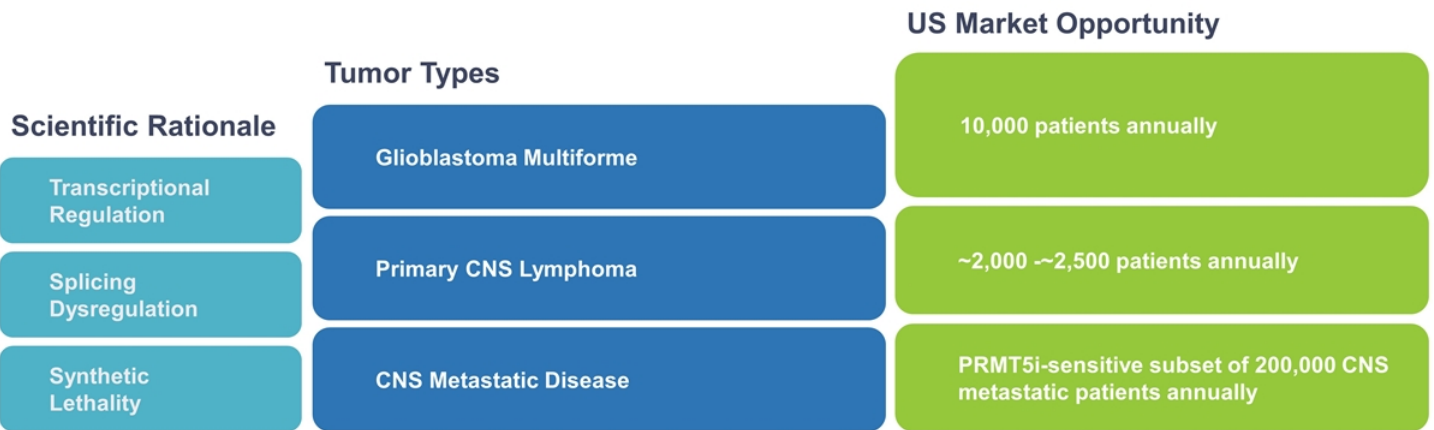 Scientific Rationale
Transcriptional
Regulation
Splicing
Dysregulation
Synthetic
Lethality
Tumor Types
Glioblastoma Multiforme
Primary CNS Lymphoma
CNS Metastatic Disease
US Market Opportunity
10,000 patients annually
~2,000 -~2,500 patients annually
PRMT5i-sensitive subset of 200,000 CNS
metastatic patients annually